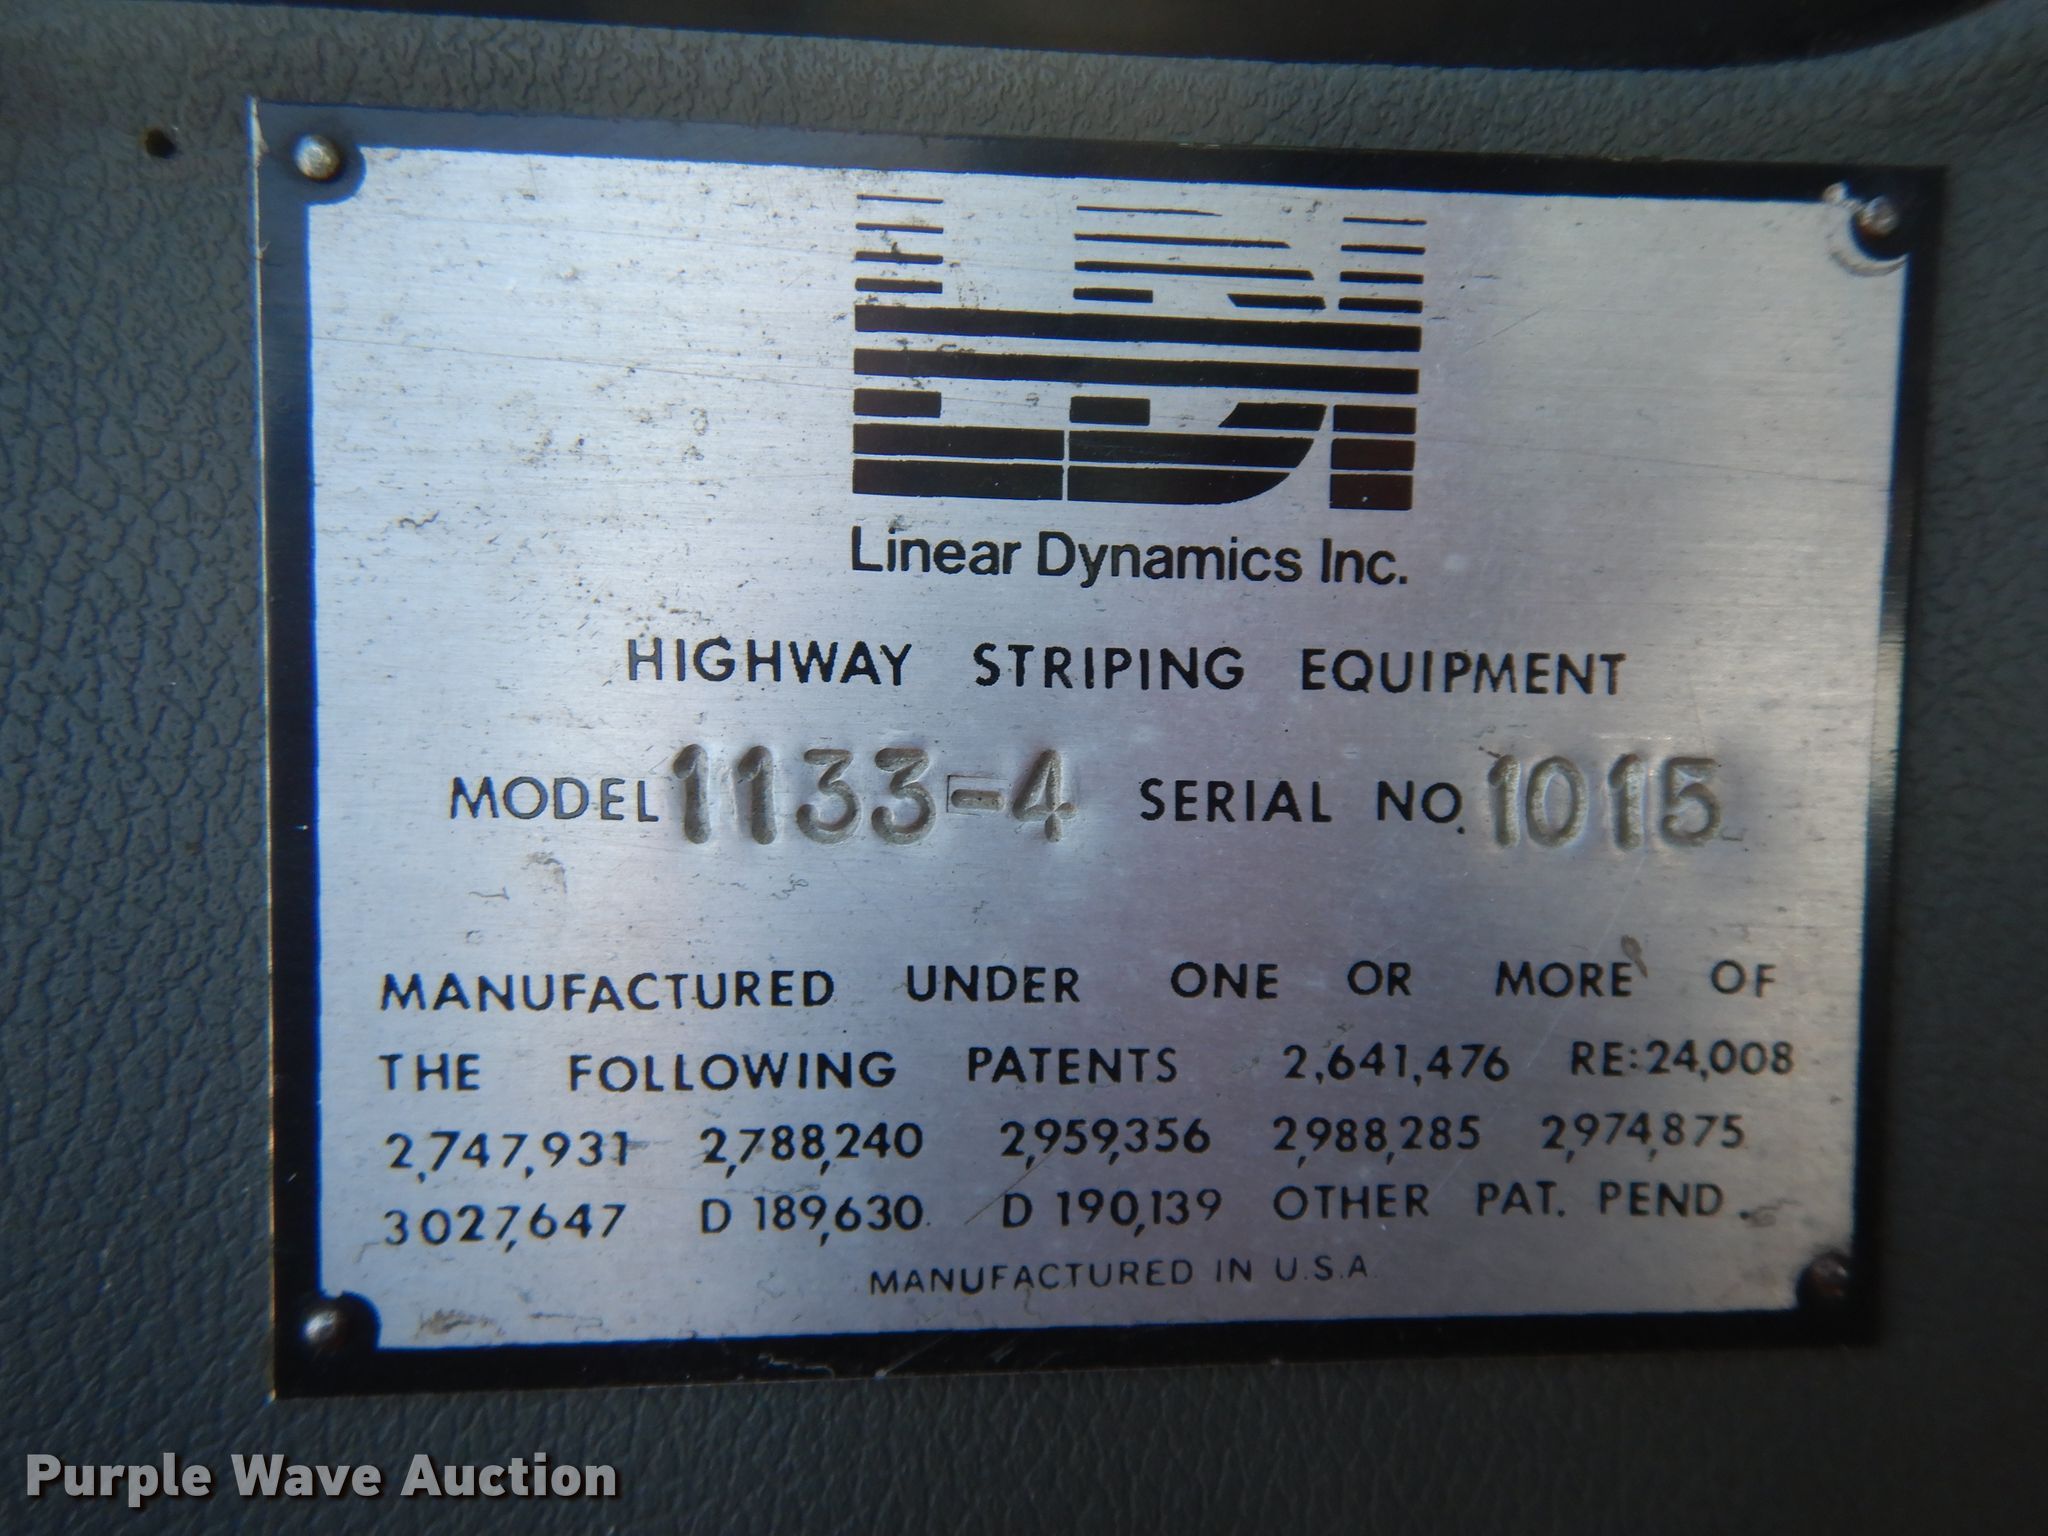 LDI
Linear Dynamics Inc.
HIGHWAY STRIPING EQUIPMENT
MODEL 1133-4 SERIAL NO. 1015
MANUFACTURED UNDER ONE OR MORE OF
THE FOLLOWING PATENTS 2,641,476 RE:24,008
2,747,931 2,788,240 2,959,356 2,988,285 2,974,875
3027,647 D 189,630 D 190,139 OTHER PAT. PEND.
MANUFACTURED IN U.S.A.
Purple Wave Auction